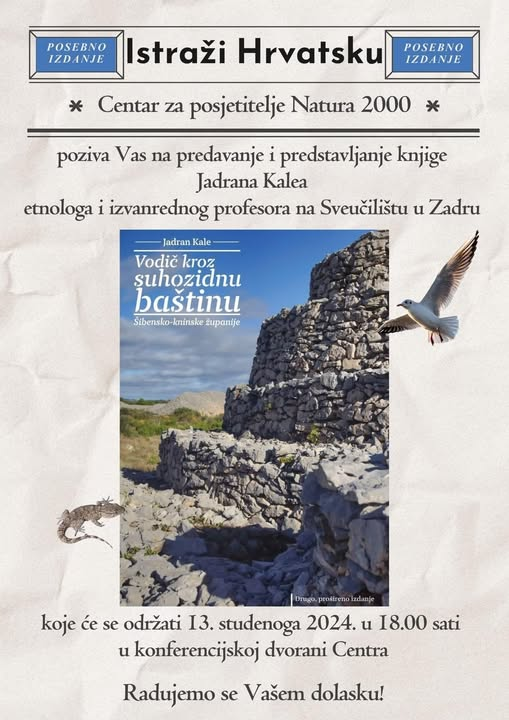 POSEBNO
IZDANJE
Istraži Hrvatsku
POSEBNO
IZDANJE
* Centar za posjetitelje Natura 2000 *
poziva Vas na predavanje i predstavljanje knjige
Jadrana Kalea
etnologa i izvanrednog profesora na Sveučilištu u Zadru
Jadran Kale
Vodič kroz
suhozidnu
baštinu
Šibensko-kninske županije
Drugo, prošireno izdanje
koje će se održati 13. studenoga 2024. u 18.00 sati
u konferencijskoj dvorani Centra
Radujemo se Vašem dolasku!